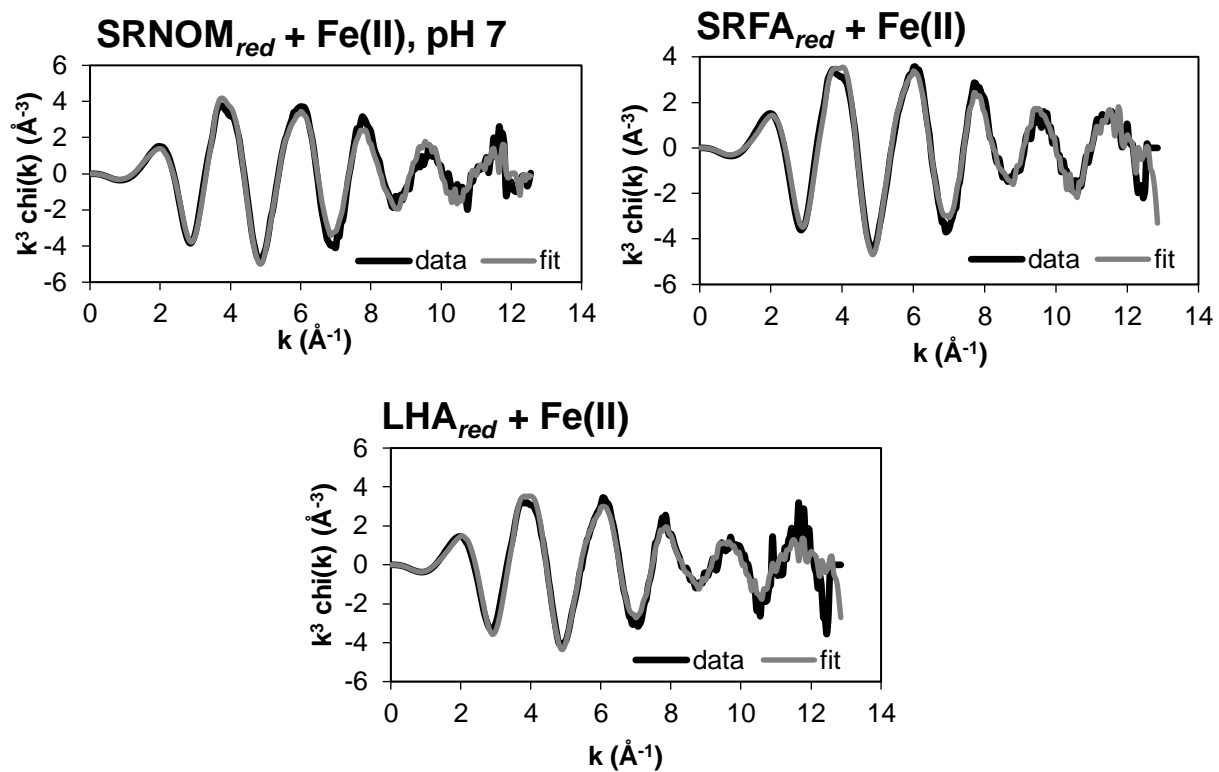 SRNOMred + Fe(II), pH 7
k³ chi(k) (Å⁻³)
6
4
2
0
-2
-4
-6
data
fit
0 2 4 6 8 10 12 14
k (Å⁻¹)
SRFAred + Fe(II)
k³ chi(k) (A⁻³)
4
2
0
-2
-4
-6
data
fit
0 2 4 6 8 10 12 14 16
k (Å⁻¹)
LHAred + Fe(II)
k³ chi(k) (Å⁻³)
6
4
2
0
-2
-4
-6
data
fit
0 2 4 6 8 10 12 14
k (Å⁻¹)